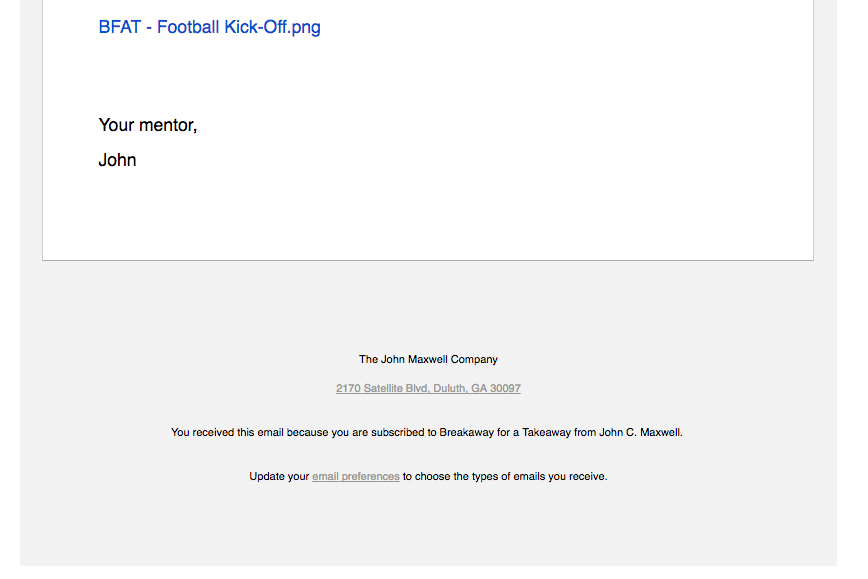 BFAT - Football Kick-Off.png
Your mentor,
John
The John Maxwell Company
2170 Satellite Blvd, Duluth, GA 30097
You received this email because you are subscribed to Breakaway for a Takeaway from John C. Maxwell.
Update your email preferences to choose the types of emails you receive.